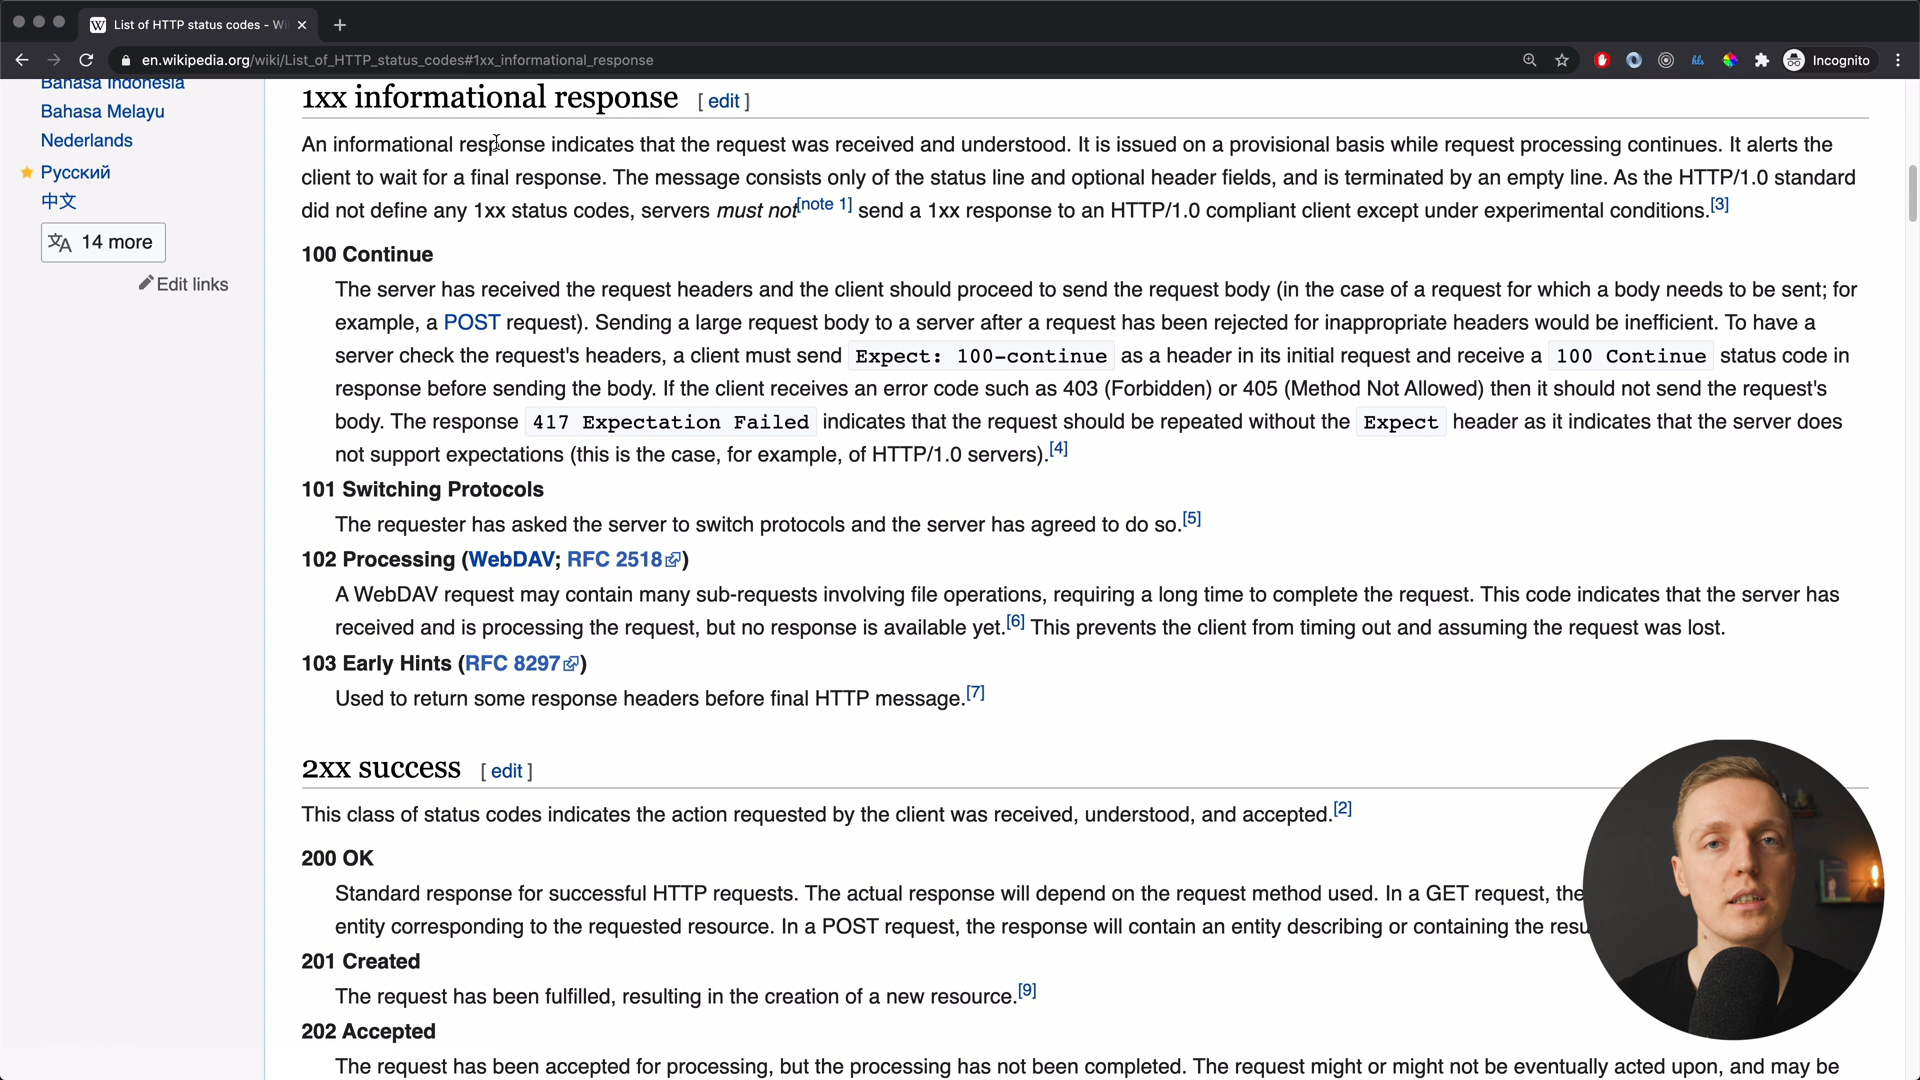 List of HTTP status codes - Wi
en.wikipedia.org/wiki/List_of_HTTP_status_codes#1xx_informational_response
Incognito
Bahasa Indonesia
Bahasa Melayu
Nederlands
Русский
中文
14 more
Edit links
1xx informational response [ edit ]
An informational response indicates that the request was received and understood. It is issued on a provisional basis while request processing continues. It alerts the
client to wait for a final response. The message consists only of the status line and optional header fields, and is terminated by an empty line. As the HTTP/1.0 standard
did not define any 1xx status codes, servers must not[note 1] send a 1xx response to an HTTP/1.0 compliant client except under experimental conditions.[3]
100 Continue
The server has received the request headers and the client should proceed to send the request body (in the case of a request for which a body needs to be sent; for
example, a POST request). Sending a large request body to a server after a request has been rejected for inappropriate headers would be inefficient. To have a
server check the request's headers, a client must send Expect: 100-continue as a header in its initial request and receive a 100 Continue status code in
response before sending the body. If the client receives an error code such as 403 (Forbidden) or 405 (Method Not Allowed) then it should not send the request's
body. The response 417 Expectation Failed indicates that the request should be repeated without the Expect header as it indicates that the server does
not support expectations (this is the case, for example, of HTTP/1.0 servers).[4]
101 Switching Protocols
The requester has asked the server to switch protocols and the server has agreed to do so.[5]
102 Processing (WebDAV; RFC 2518)
A WebDAV request may contain many sub-requests involving file operations, requiring a long time to complete the request. This code indicates that the server has
received and is processing the request, but no response is available yet.[6] This prevents the client from timing out and assuming the request was lost.
103 Early Hints (RFC 8297)
Used to return some response headers before final HTTP message.[7]
2xx success [ edit ]
This class of status codes indicates the action requested by the client was received, understood, and accepted.[2]
200 OK
Standard response for successful HTTP requests. The actual response will depend on the request method used. In a GET request, the
entity corresponding to the requested resource. In a POST request, the response will contain an entity describing or containing the resu
201 Created
The request has been fulfilled, resulting in the creation of a new resource.[9]
202 Accepted
The request has been accepted for processing, but the processing has not been completed. The request might or might not be eventually acted upon, and may be